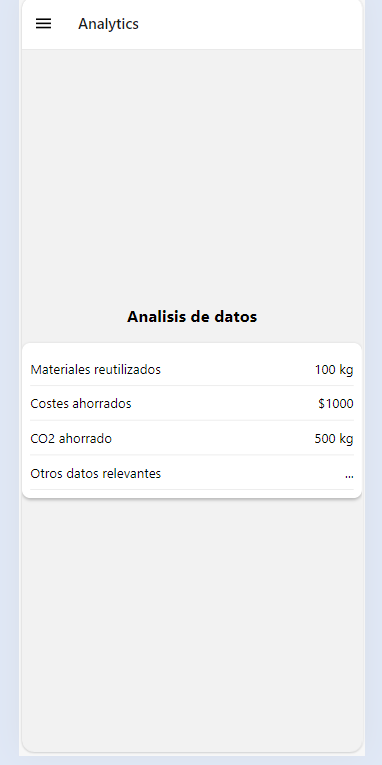 Analytics
Analisis de datos
Materiales reutilizados 100 kg
Costes ahorrados $1000
CO2 ahorrado 500 kg
Otros datos relevantes ...